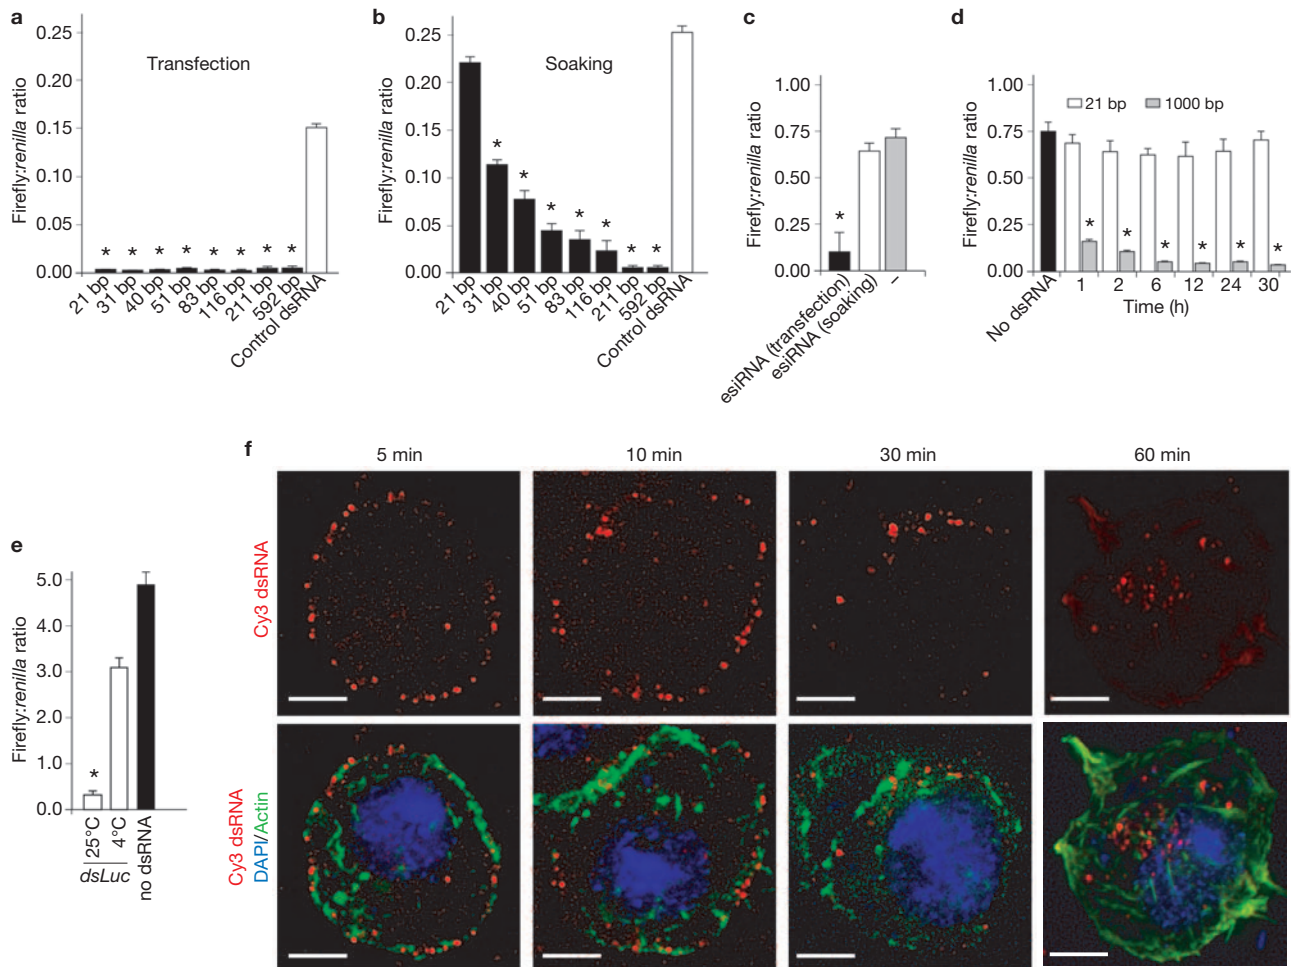 a
Transfection
Firefly:renilla ratio
0.25
0.20
0.15
0.10
0.05
0.00
* * * * * * * *
21 bp
31 bp
40 bp
51 bp
83 bp
116 bp
211 bp
592 bp
Control dsRNA
b
Soaking
Firefly:renilla ratio
0.25
0.20
0.15
0.10
0.05
0.00
* * * * * * *
21 bp
31 bp
40 bp
51 bp
83 bp
116 bp
211 bp
592 bp
Control dsRNA
c
Firefly:renilla ratio
1.00
0.75
0.50
0.25
0.00
*
esiRNA (transfection)
esiRNA (soaking)
–
d
Firefly:renilla ratio
1.00
0.75
0.50
0.25
0.00
21 bp 1000 bp
* * * * * *
No dsRNA
1 2 6 12 24 30
Time (h)
e
Firefly:renilla ratio
5.0
4.0
3.0
2.0
1.0
0.0
*
25°C
4°C
no dsRNA
dsLuc
f
5 min 10 min 30 min 60 min
Cy3 dsRNA
Cy3 dsRNA
DAPI/Actin